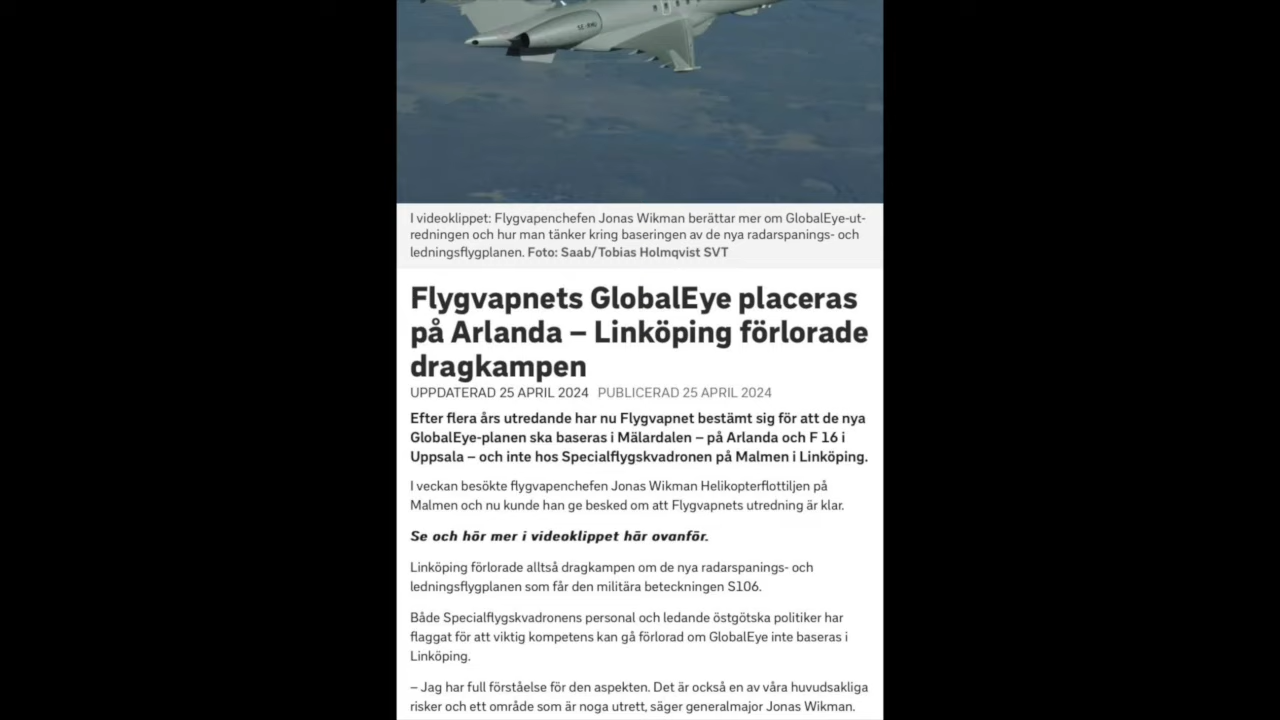 I videoklippet: Flygvapenchefen Jonas Wikman berättar mer om GlobalEye-ut-
redningen och hur man tänker kring baseringen av de nya radarspanings- och
ledningsflygplanen. Foto: Saab/Tobias Holmqvist SVT
Flygvapnets GlobalEye placeras
på Arlanda – Linköping förlorade
dragkampen
UPPDATERAD 25 APRIL 2024 PUBLICERAD 25 APRIL 2024
Efter flera års utredande har nu Flygvapnet bestämt sig för att de nya
GlobalEye-planen ska baseras i Mälardalen – på Arlanda och F 16 i
Uppsala – och inte hos Specialflygskvadronen på Malmen i Linköping.
I veckan besökte flygvapenchefen Jonas Wikman Helikopterflottiljen på
Malmen och nu kunde han ge besked om att Flygvapnets utredning är klar.
Se och hör mer i videoklippet här ovanför.
Linköping förlorade alltså dragkampen om de nya radarspanings- och
ledningsflygplanen som får den militära beteckningen S106.
Både Specialflygskvadronens personal och ledande östgötska politiker har
flaggat för att viktig kompetens kan gå förlorad om GlobalEye inte baseras i
Linköping.
– Jag har full förståelse för den aspekten. Det är också en av våra huvudsakliga
risker och ett område som är noga utrett, säger generalmajor Jonas Wikman.